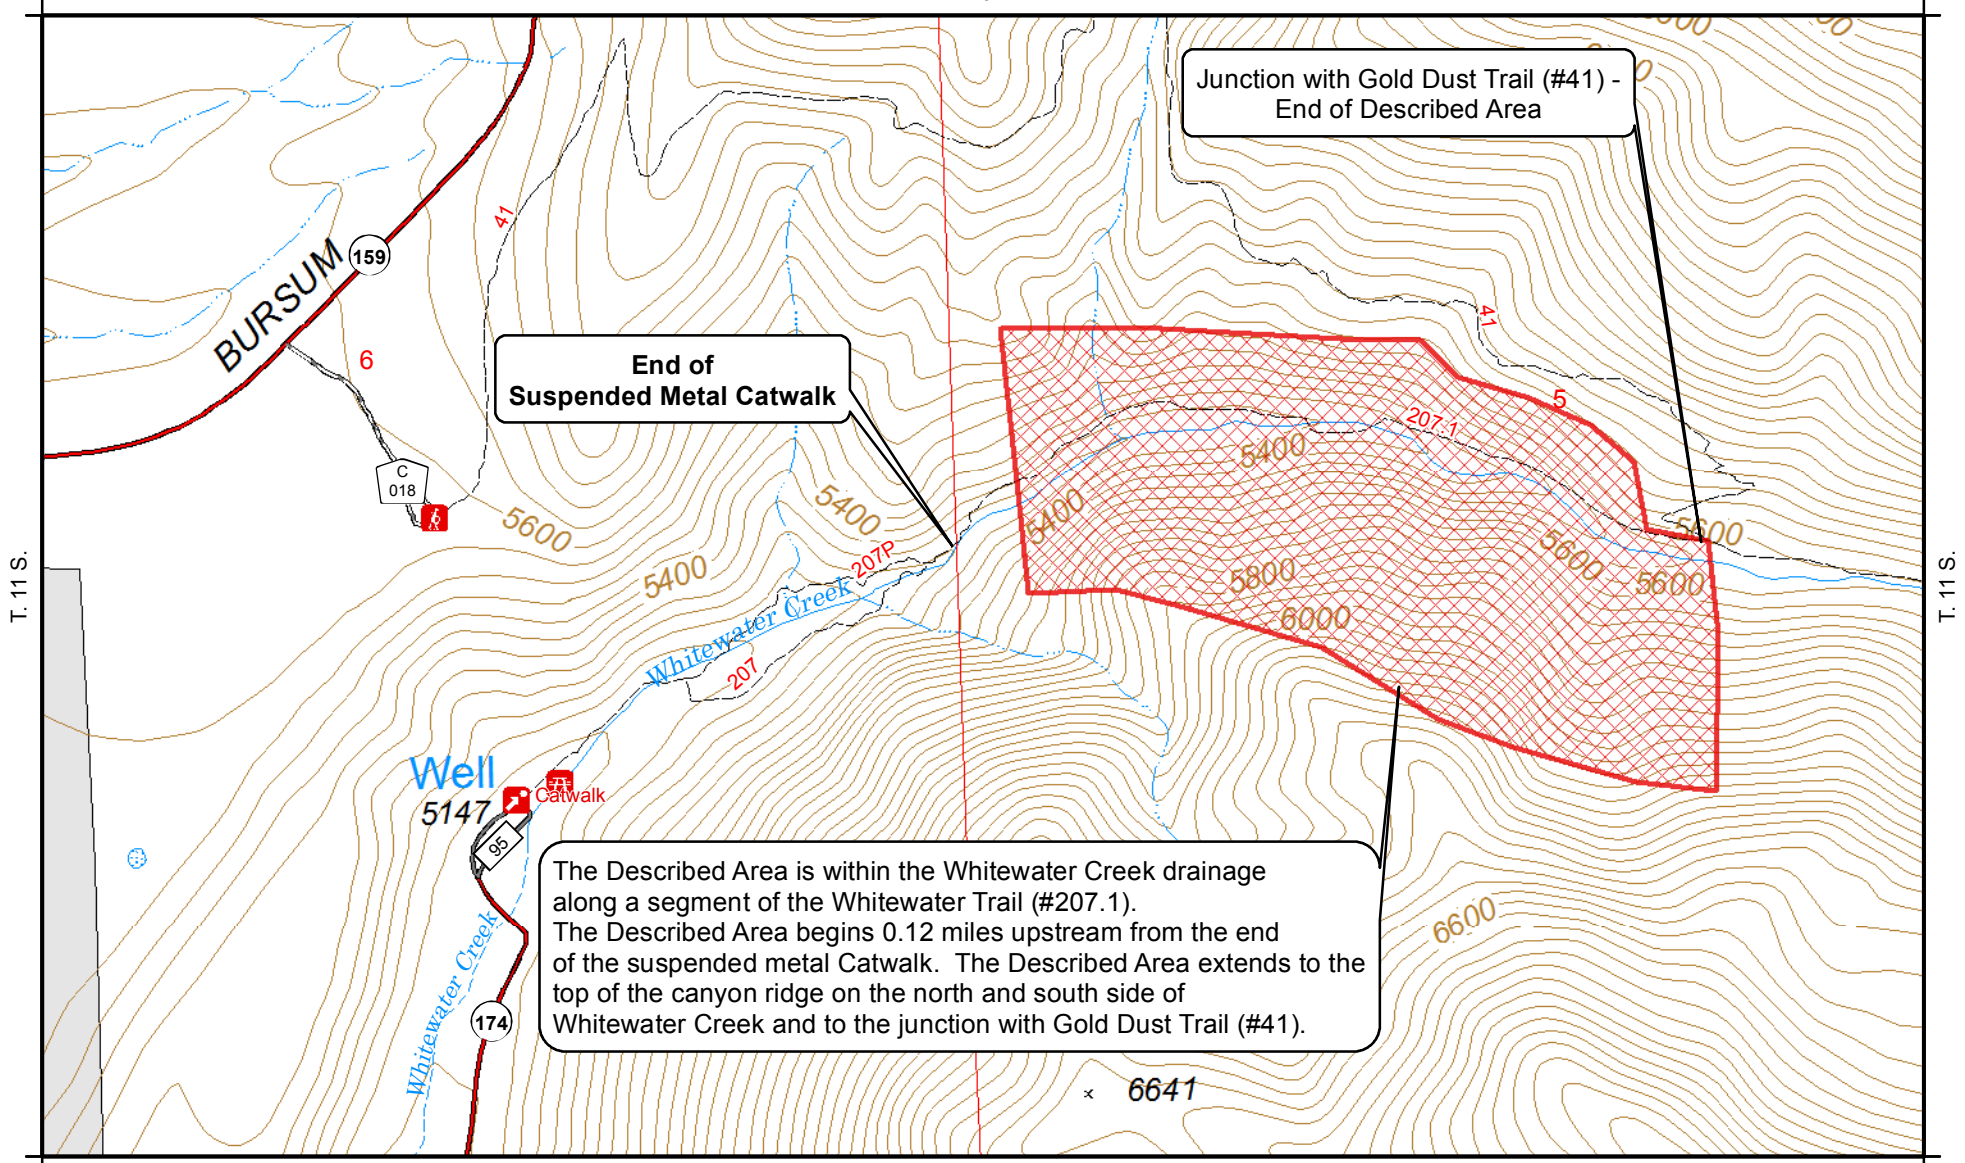 6600
Junction with Gold Dust Trail (#41) -
End of Described Area
41
159
BURSUM
6
41
End of
Suspended Metal Catwalk
5
207.1
5400
C
018
5400
5400
5600
5600
5600
T. 11 S.
T. 11 S.
207P
5400
5800
5600
Whitewater Creek
6000
207
Well
5147
Catwalk
95
The Described Area is within the Whitewater Creek drainage
along a segment of the Whitewater Trail (#207.1).
The Described Area begins 0.12 miles upstream from the end
of the suspended metal Catwalk. The Described Area extends to the
top of the canyon ridge on the north and south side of
Whitewater Creek and to the junction with Gold Dust Trail (#41).
6600
Whitewater Creek
174
6641